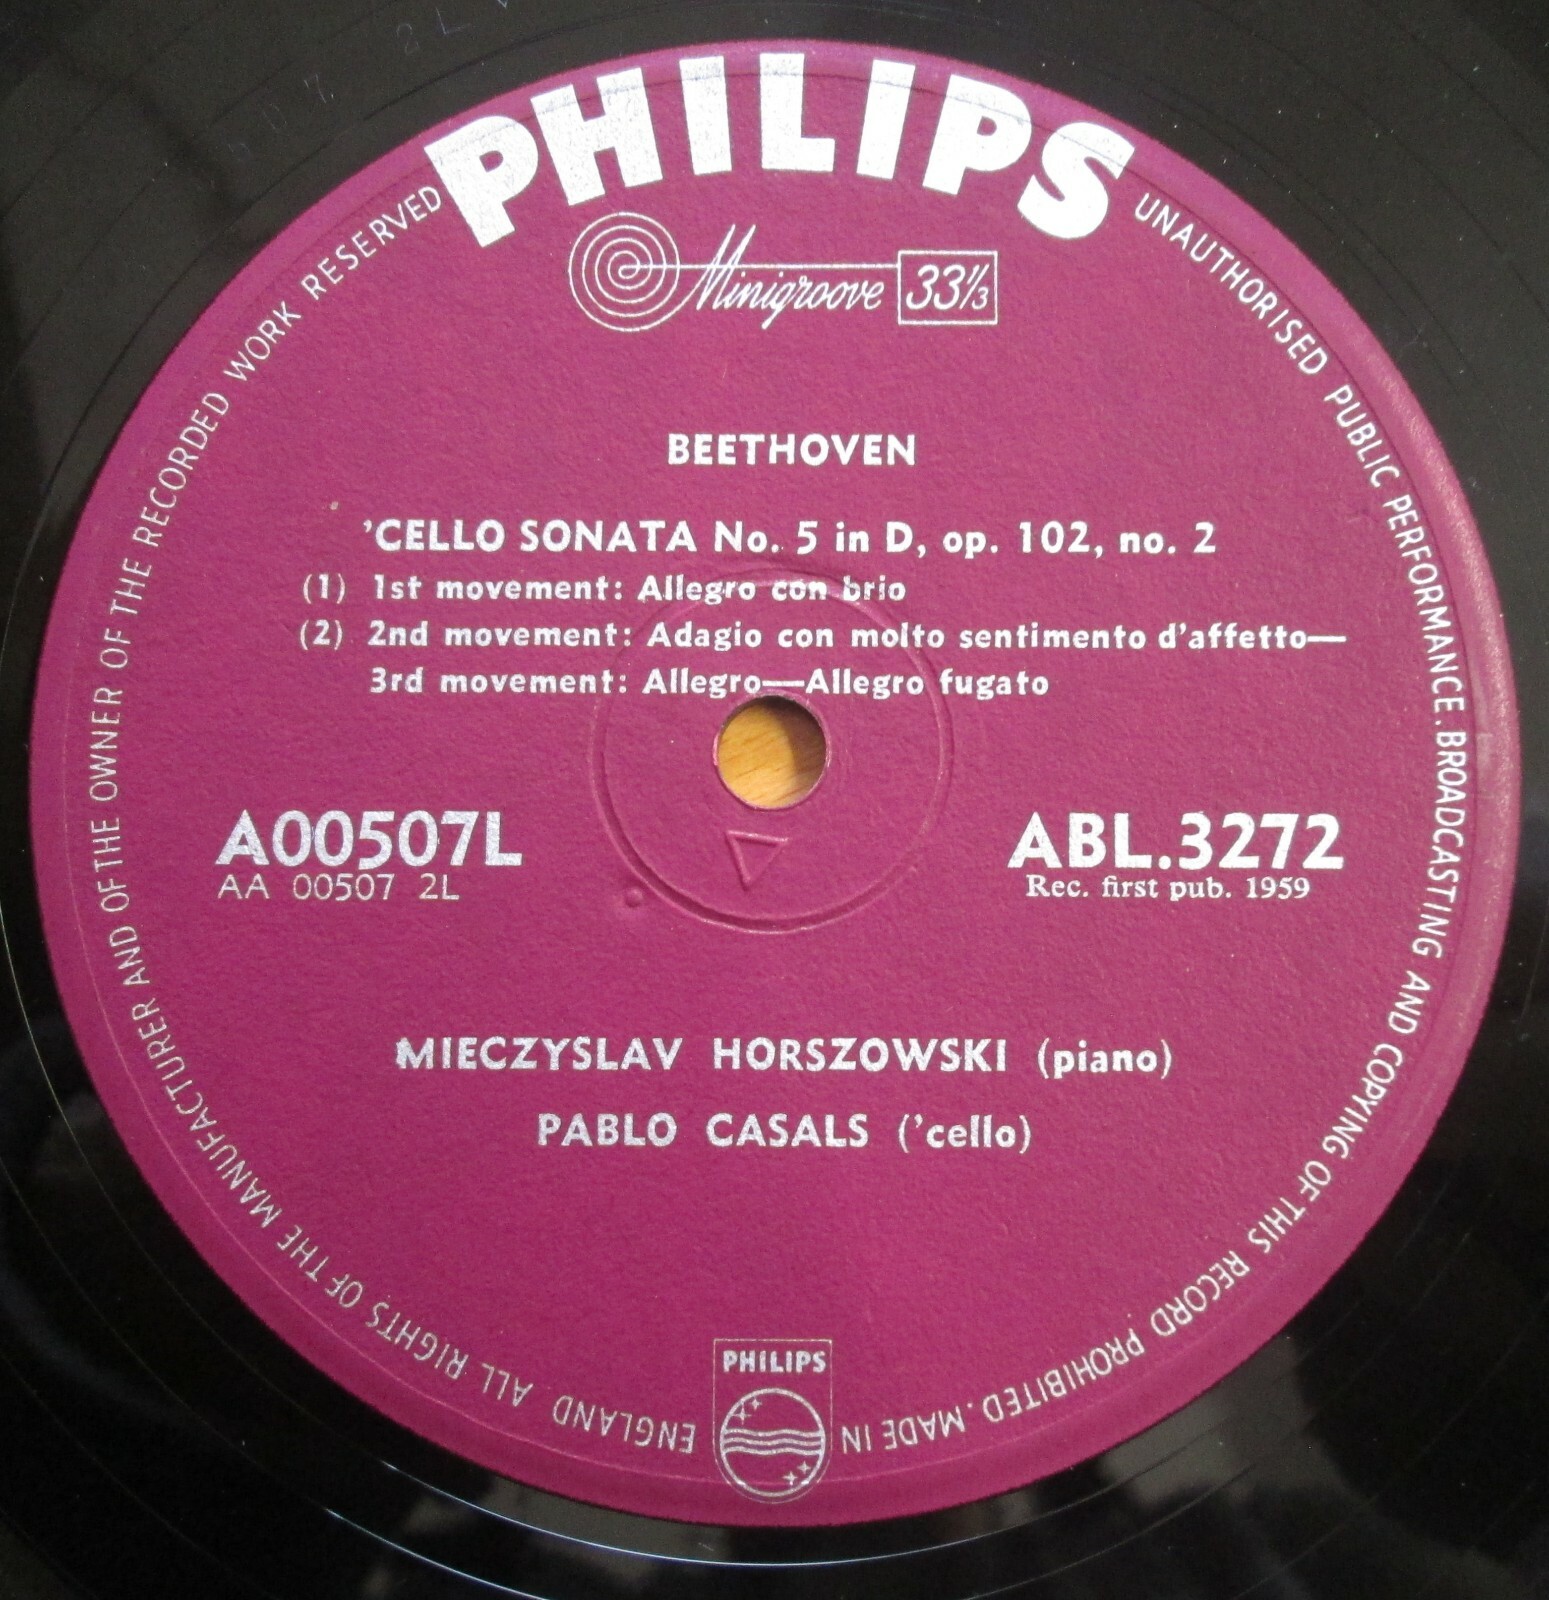 PHILIPS
Minigroove 33⅓
BEETHOVEN
'CELLO SONATA No. 5 in D, op. 102, no. 2
(1) 1st movement: Allegro con brio
(2) 2nd movement: Adagio con molto sentimento d'affetto—
3rd movement: Allegro—Allegro fugato
A00507L
AA 00507 2L
ABL.3272
Rec. first pub. 1959
MIECZYSLAV HORSZOWSKI (piano)
PABLO CASALS ('cello)
PHILIPS
ALL RIGHTS OF THE MANUFACTURER AND OF THE OWNER OF THE RECORDED WORK RESERVED
UNAUTHORISED PUBLIC PERFORMANCE. BROADCASTING AND COPYING OF THIS RECORD PROHIBITED. MADE IN ENGLAND